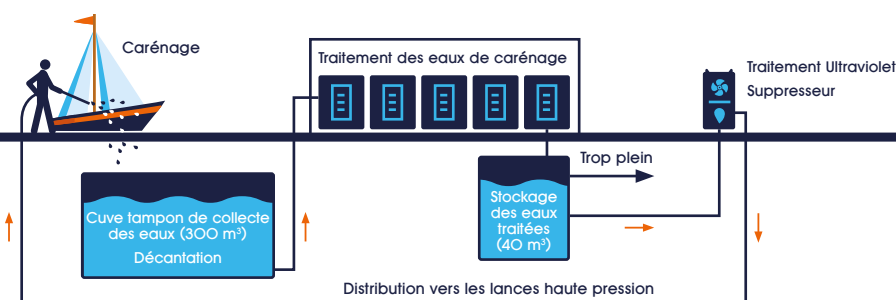 Carénage
Traitement des eaux de carénage
Traitement Ultraviolet
Suppresseur
Trop plein
Cuve tampon de collecte
des eaux (300 m³)
Décantation
Stockage
des eaux
traitées
(40 m³)
Distribution vers les lances haute pression